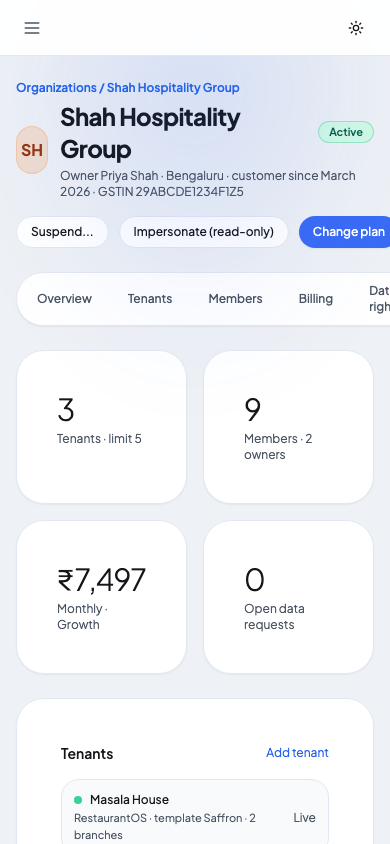 Organizations / Shah Hospitality Group
SH
Shah Hospitality
Group
Active
Owner Priya Shah · Bengaluru · customer since March
2026 · GSTIN 29ABCDE1234F1Z5
Suspend...
Impersonate (read-only)
Change plan
Overview
Tenants
Members
Billing
Dat
righ
3
Tenants · limit 5
9
Members · 2
owners
₹7,497
Monthly ·
Growth
0
Open data
requests
Tenants
Add tenant
Masala House
RestaurantOS · template Saffron · 2
branches
Live